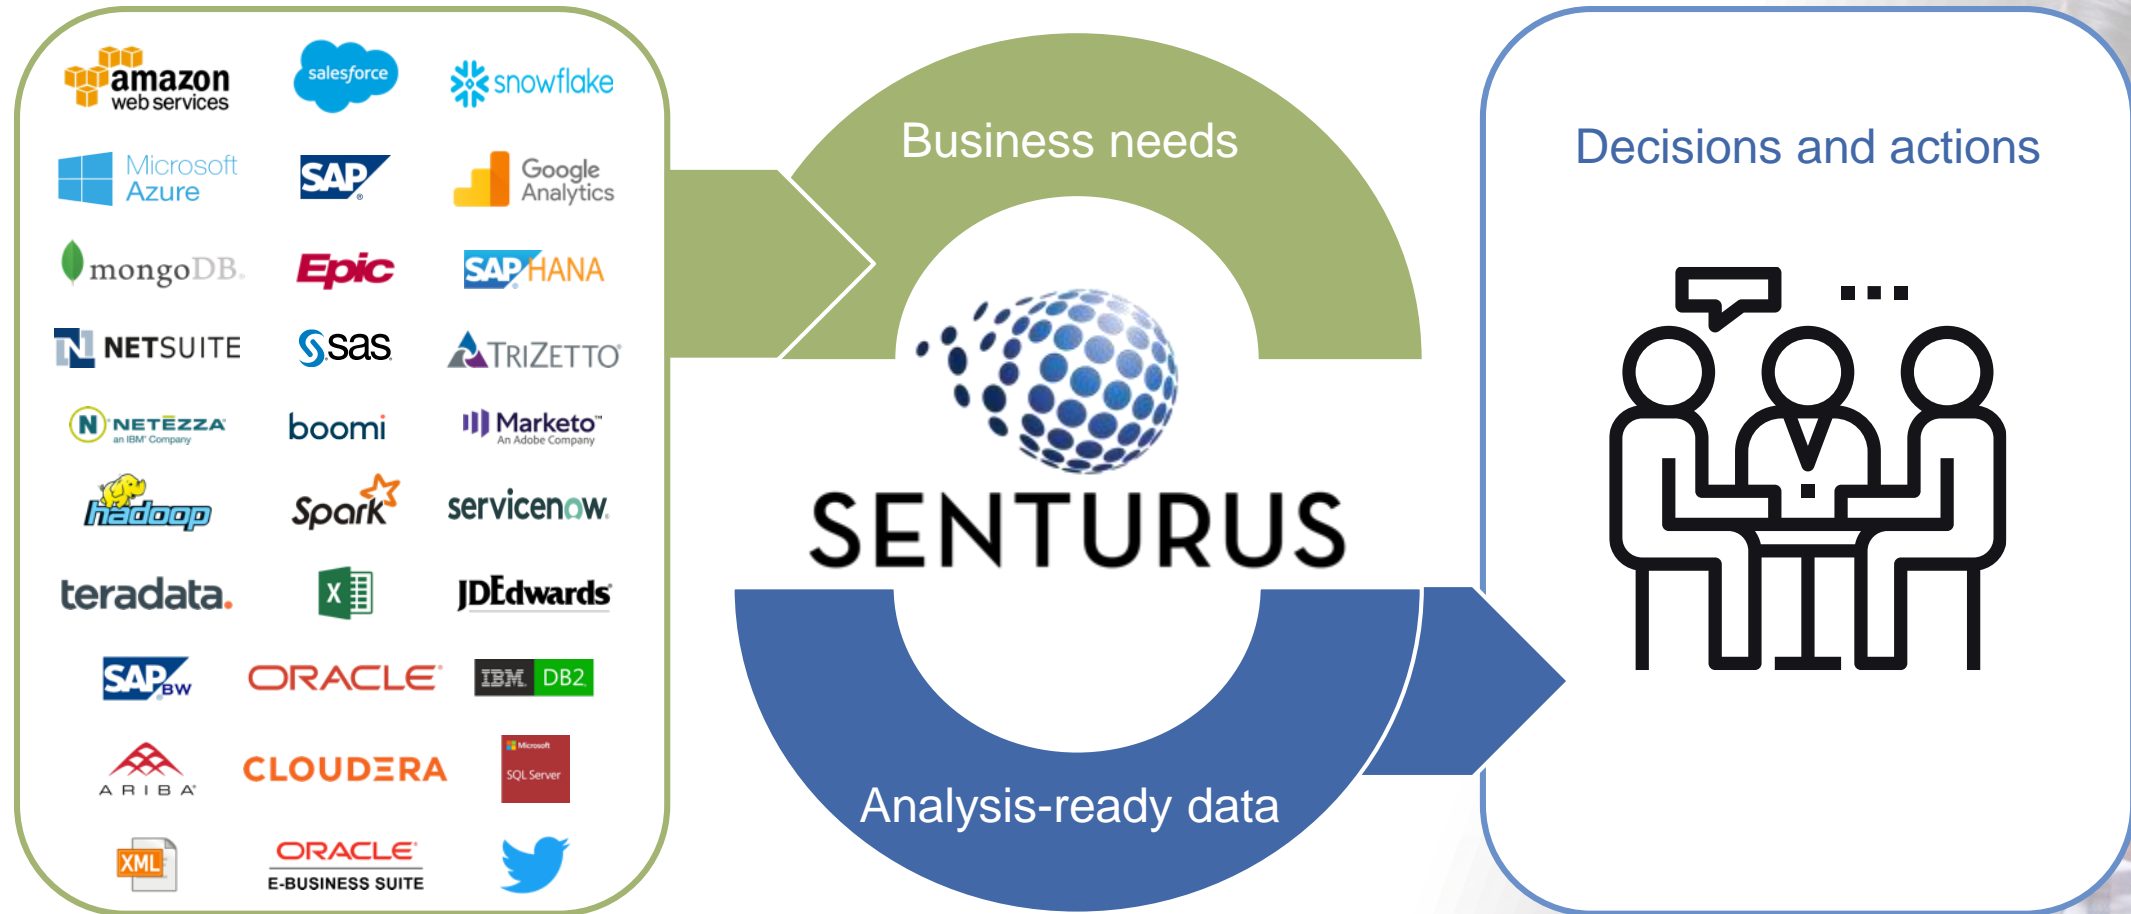 amazon
web services
salesforce
snowflake
Microsoft
Azure
SAP
®
Google
Analytics
mongoDB.
Epic
SAP HANA
®
NETSUITE
N
S.sas
TRIZETTO®
N NETEZZA®
an IBM® Company
boomi
Marketo™
An Adobe Company
hadoop
Spark
servicenow.
teradata.
X
JDEdwards®
SAP BW
®
ORACLE®
IBM. DB2.
ARIBA®
CLOUDERA
Microsoft
SQL Server
XML
ORACLE®
E-BUSINESS SUITE
Business needs
SENTURUS
Analysis-ready data
Decisions and actions